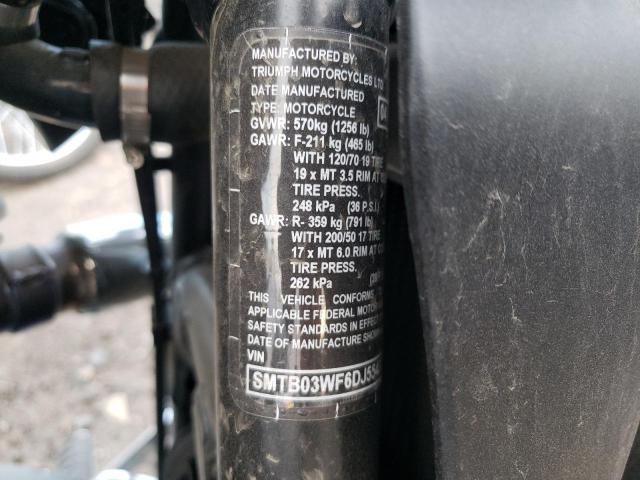 MANUFACTURED BY:
TRIUMPH MOTORCYCLES LTD
DATE MANUFACTURED
TYPE: MOTORCYCLE
GVWR: 570kg (1256 lb)
GAWR: F-211 kg (465 lb)
WITH 120/70 19 TIRE
19 x MT 3.5 RIM AT
TIRE PRESS.
248 kPa (36 P.S.I.)
GAWR: R- 359 kg (791 lb)
WITH 200/50 17 TIRE
17 x MT 6.0 RIM AT
TIRE PRESS.
262 kPa
THIS VEHICLE CONFORMS
APPLICABLE FEDERAL MOTOR
SAFETY STANDARDS IN EFFECT
DATE OF MANUFACTURE SHOWN
VIN
SMTB03WF6DJ55